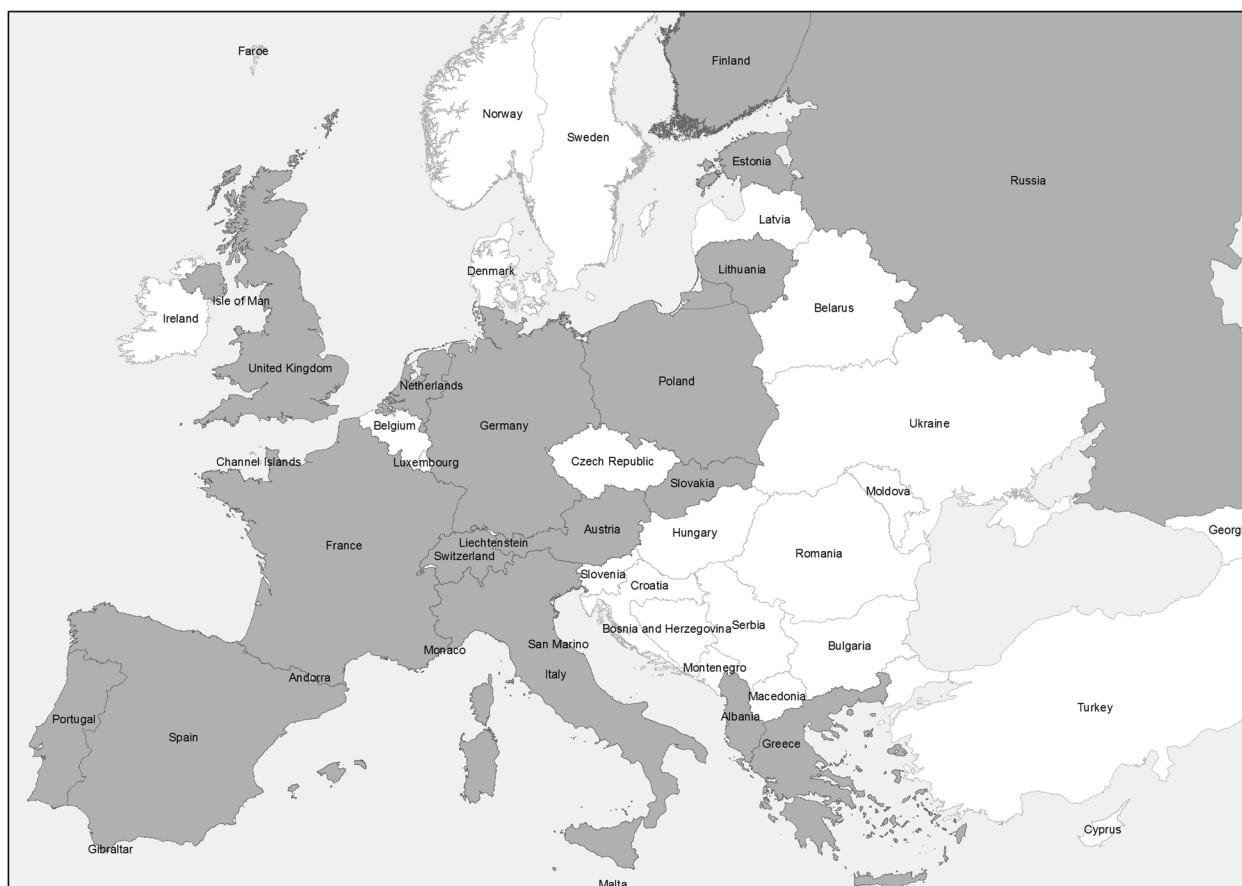 Faroe
Finland
Norway
Sweden
Estonia
Russia
Latvia
Denmark
Lithuania
Isle of Man
Ireland
Belarus
United Kingdom
Netherlands
Poland
Belgium
Germany
Ukraine
Channel Islands
Luxembourg
Czech Republic
Slovakia
Moldova
Austria
Hungary
Georgi
France
Liechtenstein
Switzerland
Romania
Slovenia
Croatia
Bosnia and Herzegovina
Serbia
San Marino
Bulgaria
Monaco
Montenegro
Italy
Andorra
Macedonia
Portugal
Albania
Turkey
Spain
Greece
Cyprus
Gibraltar
Malta